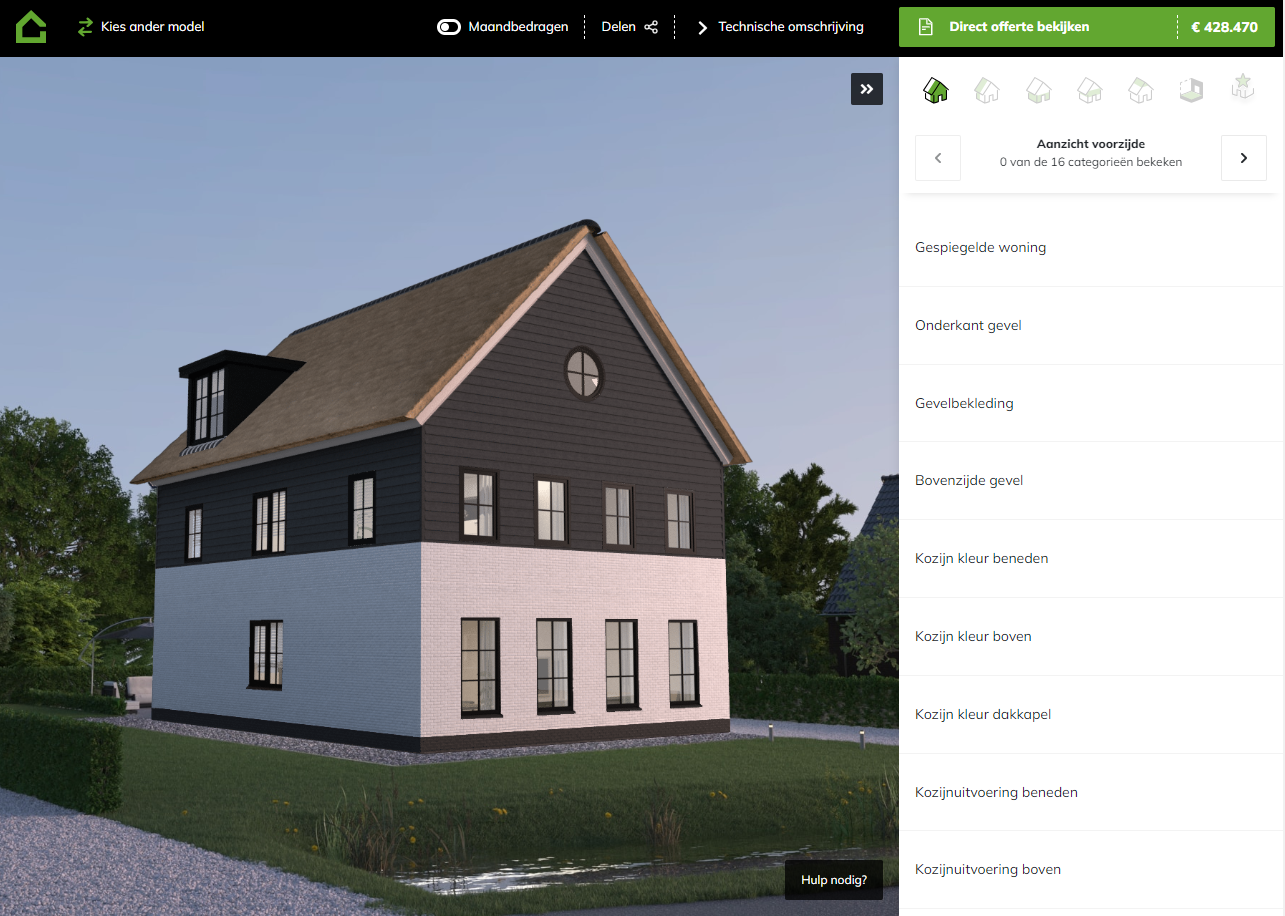 Kies ander model
Maandbedragen
Delen
Technische omschrijving
Direct offerte bekijken
€ 428.470
Aanzicht voorzijde
0 van de 16 categorieën bekeken
Gespiegelde woning
Onderkant gevel
Gevelbekleding
Bovenzijde gevel
Kozijn kleur beneden
Kozijn kleur boven
Kozijn kleur dakkapel
Kozijnuitvoering beneden
Kozijnuitvoering boven
Hulp nodig?